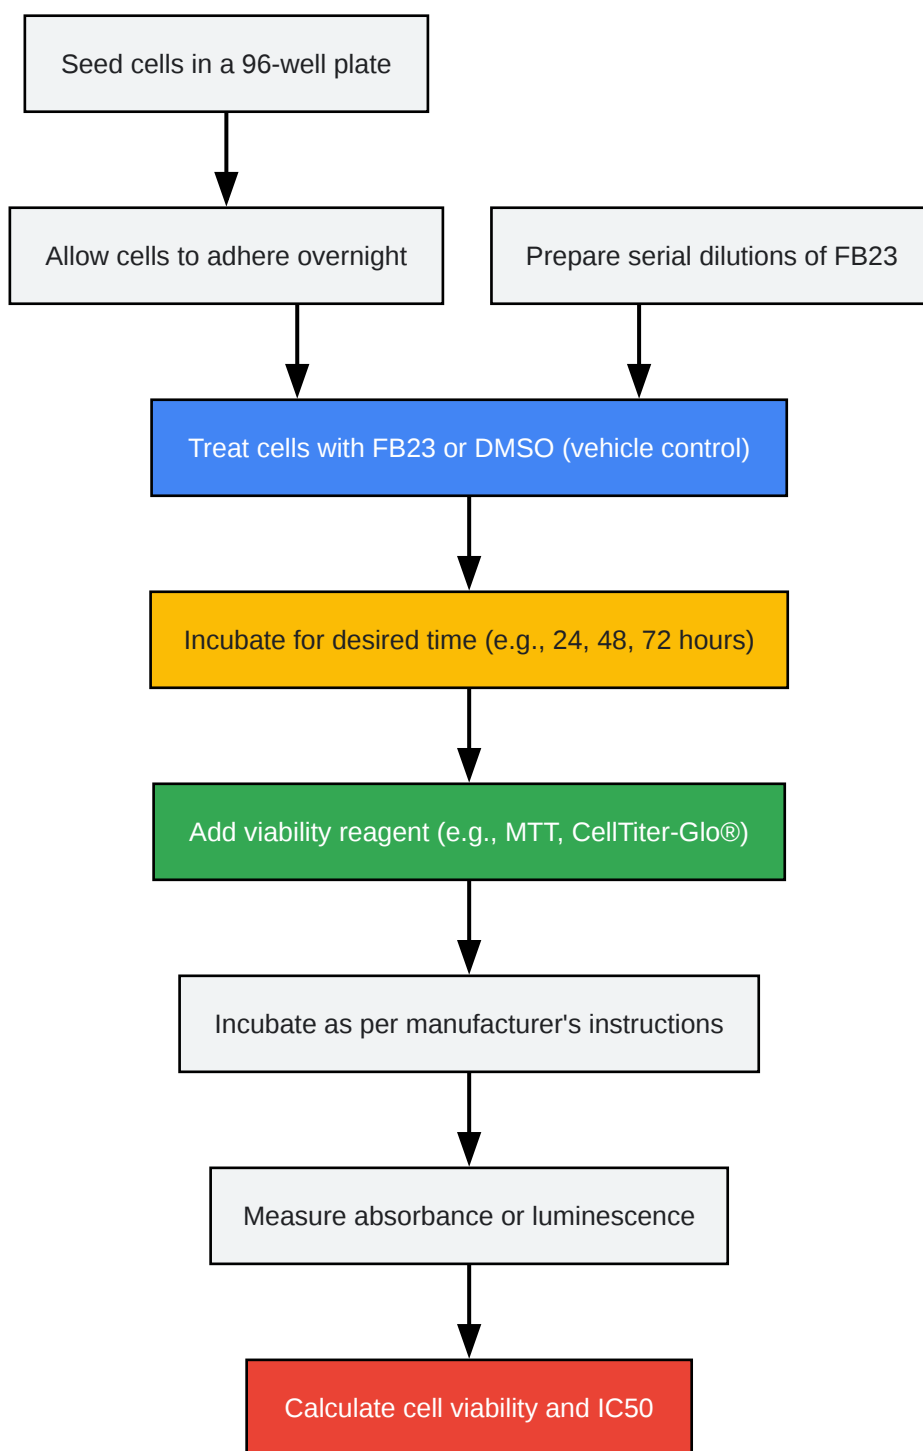 Seed cells in a 96-well plate
Allow cells to adhere overnight
Prepare serial dilutions of FB23
Treat cells with FB23 or DMSO (vehicle control)
Incubate for desired time (e.g., 24, 48, 72 hours)
Add viability reagent (e.g., MTT, CellTiter-Glo®)
Incubate as per manufacturer's instructions
Measure absorbance or luminescence
Calculate cell viability and IC50